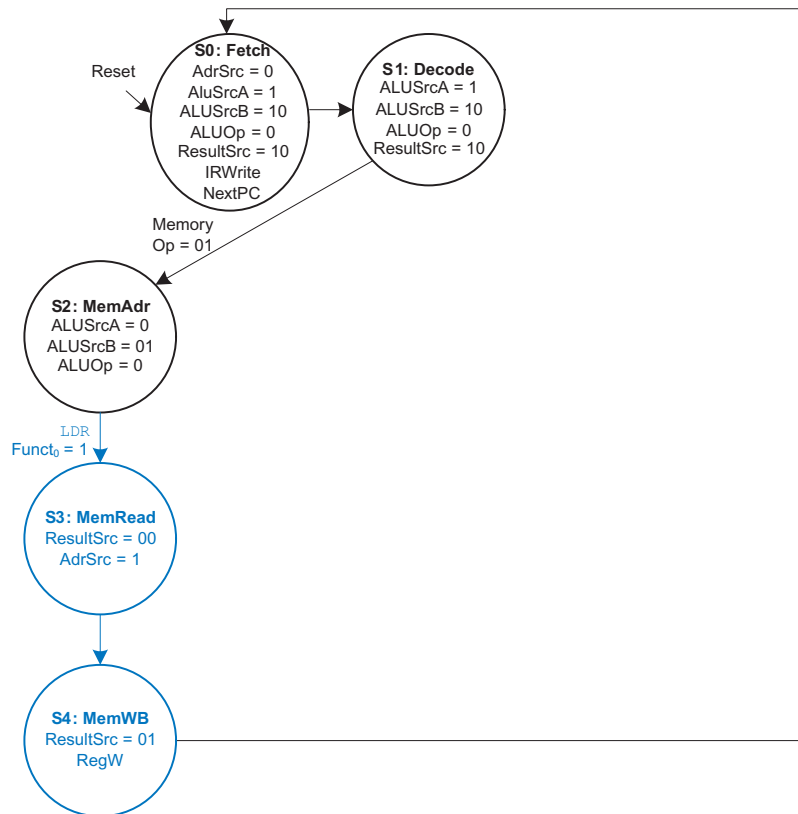 Reset
S0: Fetch
AdrSrc = 0
AluSrcA = 1
ALUSrcB = 10
ALUOp = 0
ResultSrc = 10
IRWrite
NextPC
S1: Decode
ALUSrcA = 1
ALUSrcB = 10
ALUOp = 0
ResultSrc = 10
Memory
Op = 01
S2: MemAdr
ALUSrcA = 0
ALUSrcB = 01
ALUOp = 0
LDR
Funct₀ = 1
S3: MemRead
ResultSrc = 00
AdrSrc = 1
S4: MemWB
ResultSrc = 01
RegW